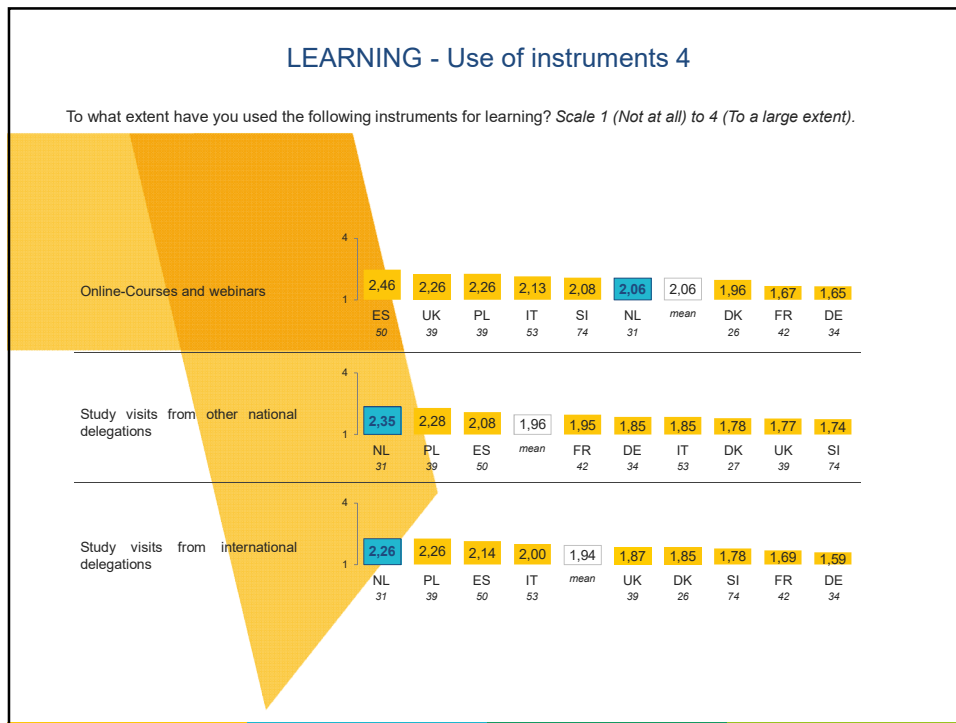 LEARNING - Use of instruments 4
To what extent have you used the following instruments for learning? Scale 1 (Not at all) to 4 (To a large extent).
4
Online-Courses and webinars
1
2,46 2,26 2,26 2,13 2,08 2,06 2,06 1,96 1,67 1,65
ES UK PL IT SI NL mean DK FR DE
50 39 39 53 74 31 26 42 34
4
Study visits from other national
delegations
1
2,35 2,28 2,08 1,96 1,95 1,85 1,85 1,78 1,77 1,74
NL PL ES mean FR DE IT DK UK SI
31 39 50 42 34 53 27 39 74
4
Study visits from international
delegations
1
2,26 2,26 2,14 2,00 1,94 1,87 1,85 1,78 1,69 1,59
NL PL ES IT mean UK DK SI FR DE
31 39 50 53 39 26 74 42 34